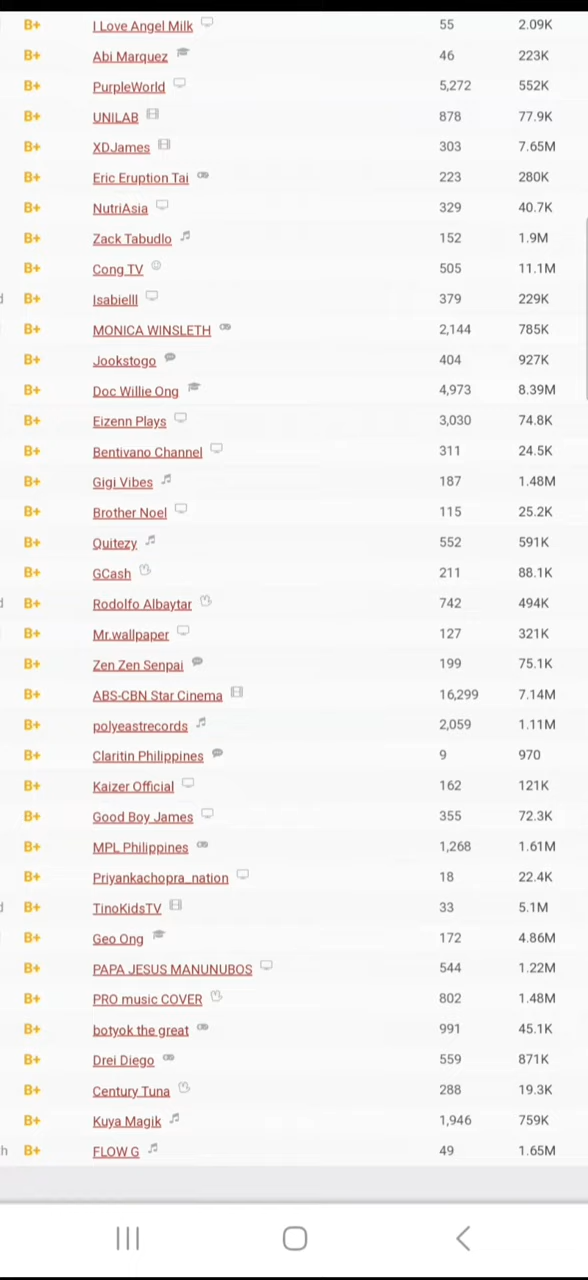 B+ I Love Angel Milk 55 2.09K
B+ Abi Marquez 46 223K
B+ PurpleWorld 5,272 552K
B+ UNILAB 878 77.9K
B+ XDJames 303 7.65M
B+ Eric Eruption Tai 223 280K
B+ NutriAsia 329 40.7K
B+ Zack Tabudlo 152 1.9M
B+ Cong TV 505 11.1M
d B+ Isabielll 379 229K
B+ MONICA WINSLETH 2,144 785K
B+ Jookstogo 404 927K
B+ Doc Willie Ong 4,973 8.39M
B+ Eizenn Plays 3,030 74.8K
B+ Bentivano Channel 311 24.5K
B+ Gigi Vibes 187 1.48M
B+ Brother Noel 115 25.2K
B+ Quitezy 552 591K
B+ GCash 211 88.1K
d B+ Rodolfo Albaytar 742 494K
B+ Mr.wallpaper 127 321K
B+ Zen Zen Senpai 199 75.1K
B+ ABS-CBN Star Cinema 16,299 7.14M
B+ polyeastrecords 2,059 1.11M
B+ Claritin Philippines 9 970
B+ Kaizer Official 162 121K
B+ Good Boy James 355 72.3K
B+ MPL Philippines 1,268 1.61M
B+ Priyankachopra_nation 18 22.4K
d B+ TinoKidsTV 33 5.1M
B+ Geo Ong 172 4.86M
B+ PAPA JESUS MANUNUBOS 544 1.22M
B+ PRO music COVER 802 1.48M
B+ botyok the great 991 45.1K
B+ Drei Diego 559 871K
B+ Century Tuna 288 19.3K
B+ Kuya Magik 1,946 759K
h B+ FLOW G 49 1.65M